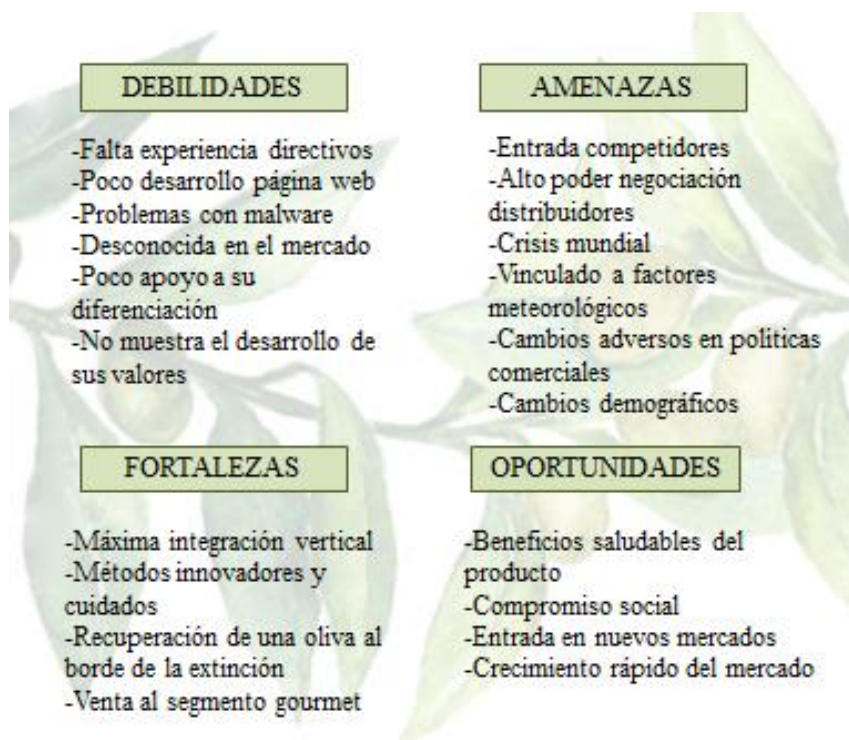 DEBILIDADES
-Falta experiencia directivos
-Poco desarrollo página web
-Problemas con malware
-Desconocida en el mercado
-Poco apoyo a su
diferenciación
-No muestra el desarrollo de
sus valores
AMENAZAS
-Entrada competidores
-Alto poder negociación
distribuidores
-Crisis mundial
-Vinculado a factores
meteorológicos
-Cambios adversos en políticas
comerciales
-Cambios demográficos
FORTALEZAS
-Máxima integración vertical
-Métodos innovadores y
cuidados
-Recuperación de una oliva al
borde de la extinción
-Venta al segmento gourmet
OPORTUNIDADES
-Beneficios saludables del
producto
-Compromiso social
-Entrada en nuevos mercados
-Crecimiento rápido del mercado